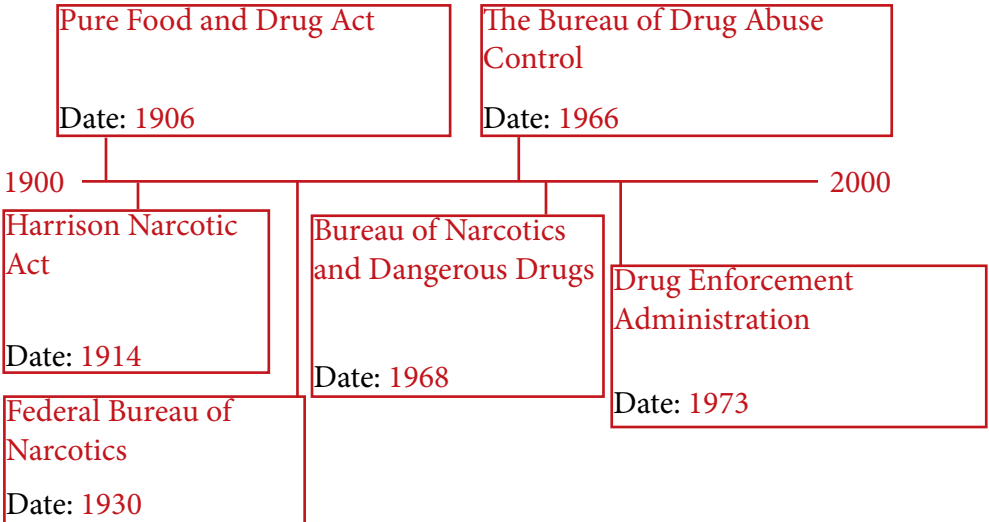 Pure Food and Drug Act
Date: 1906
The Bureau of Drug Abuse
Control
Date: 1966
1900
2000
Harrison Narcotic
Act
Date: 1914
Bureau of Narcotics
and Dangerous Drugs
Date: 1968
Drug Enforcement
Administration
Date: 1973
Federal Bureau of
Narcotics
Date: 1930